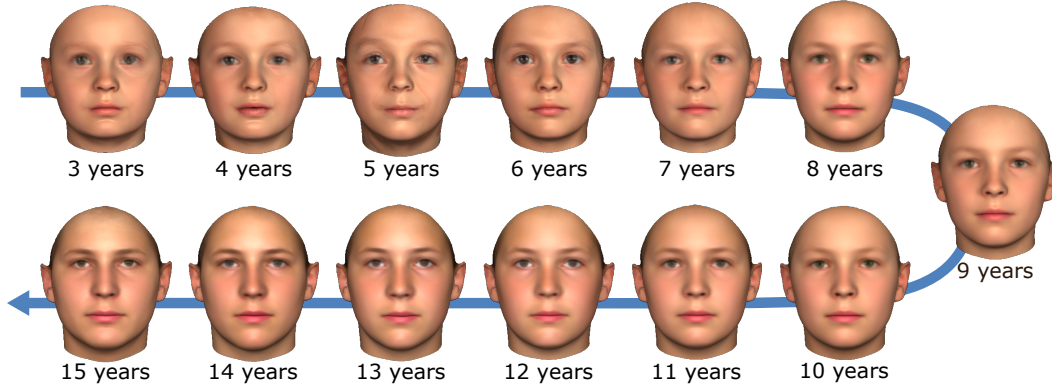 3 years
4 years
5 years
6 years
7 years
8 years
9 years
10 years
11 years
12 years
13 years
14 years
15 years